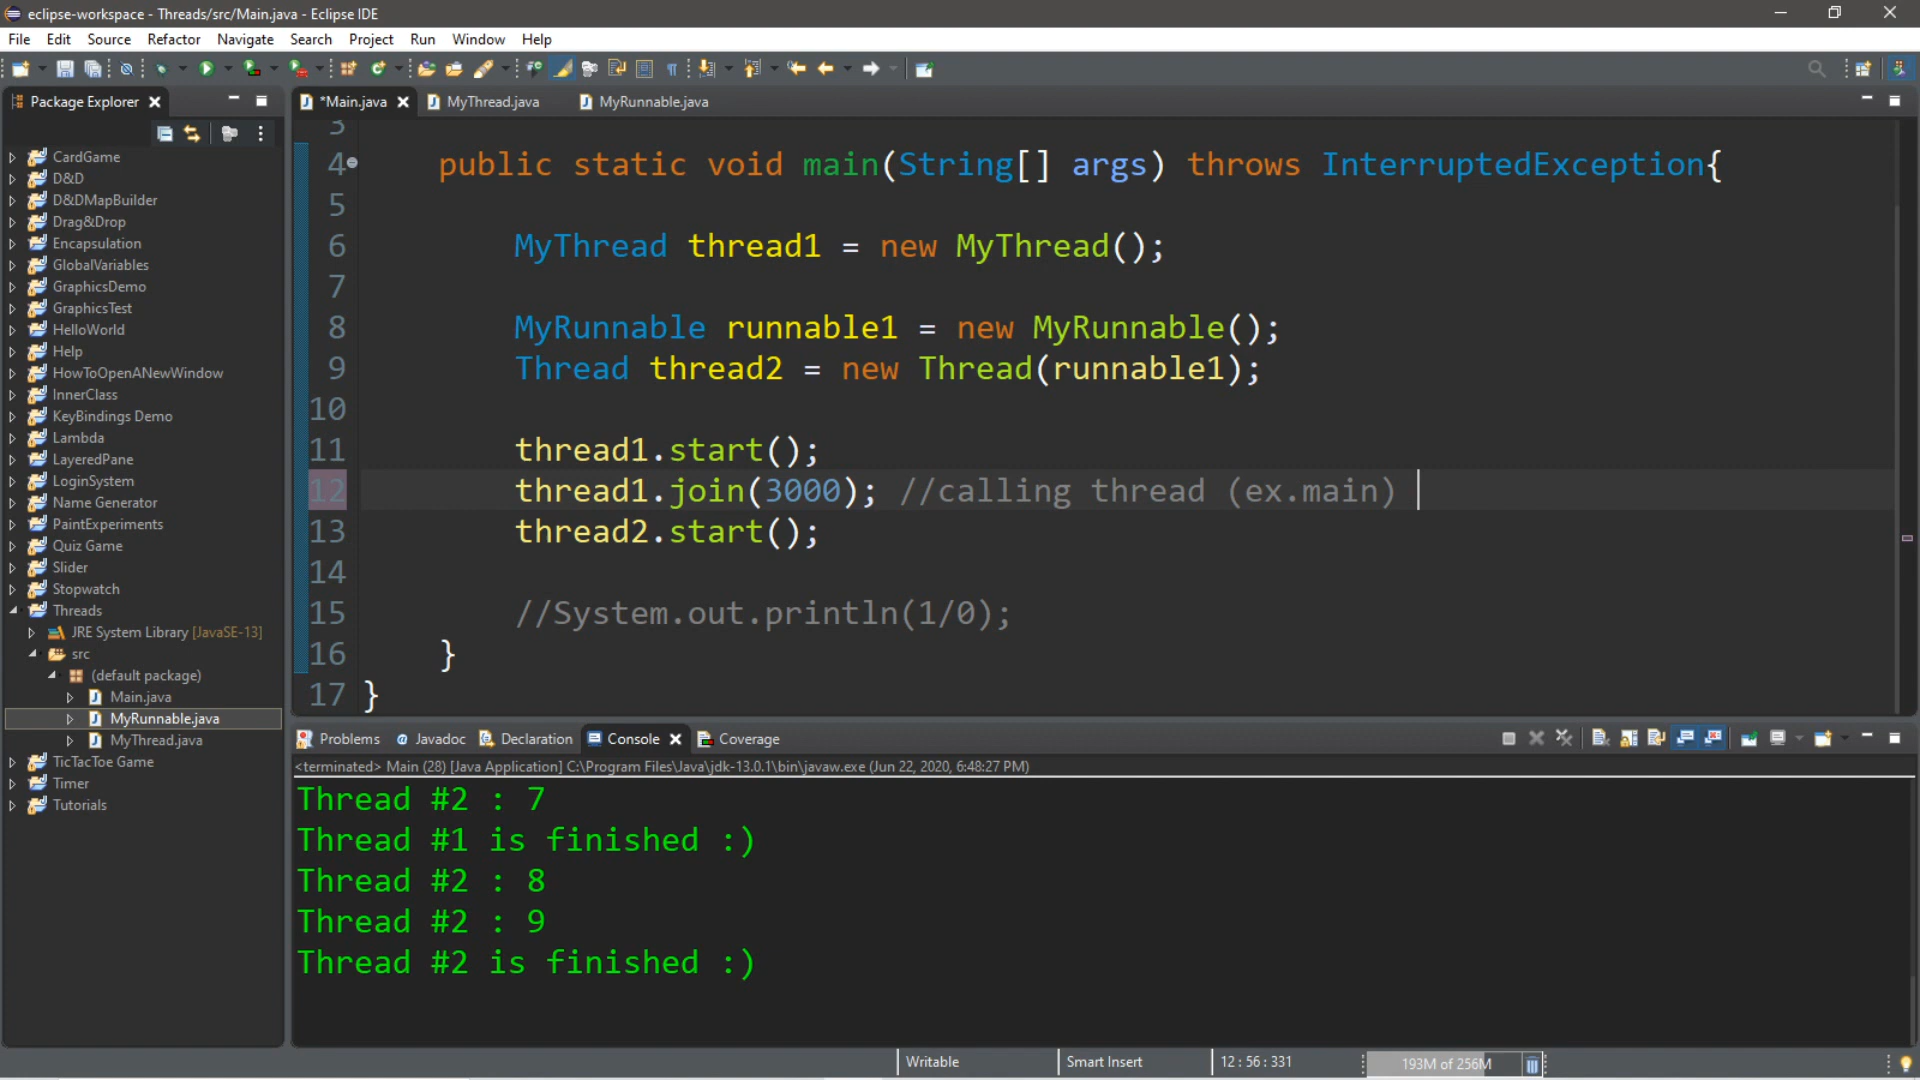 eclipse-workspace - Threads/src/Main.java - Eclipse IDE
File Edit Source Refactor Navigate Search Project Run Window Help
Package Explorer
CardGame
D&D
D&DMapBuilder
Drag&Drop
Encapsulation
GlobalVariables
GraphicsDemo
GraphicsTest
HelloWorld
Help
HowToOpenANewWindow
InnerClass
KeyBindings Demo
Lambda
LayeredPane
LoginSystem
Name Generator
PaintExperiments
Quiz Game
Slider
Stopwatch
Threads
JRE System Library [JavaSE-13]
src
(default package)
Main.java
MyRunnable.java
MyThread.java
TicTacToe Game
Timer
Tutorials
*Main.java MyThread.java MyRunnable.java
3
4 public static void main(String[] args) throws InterruptedException{
5
6 MyThread thread1 = new MyThread();
7
8 MyRunnable runnable1 = new MyRunnable();
9 Thread thread2 = new Thread(runnable1);
10
11 thread1.start();
12 thread1.join(3000); //calling thread (ex.main)
13 thread2.start();
14
15 //System.out.println(1/0);
16 }
17 }
Problems @ Javadoc Declaration Console Coverage
<terminated> Main (28) [Java Application] C:\Program Files\Java\jdk-13.0.1\bin\javaw.exe (Jun 22, 2020, 6:48:27 PM)
Thread #2 : 7
Thread #1 is finished :)
Thread #2 : 8
Thread #2 : 9
Thread #2 is finished :)
Writable Smart Insert 12 : 56 : 331 193M of 256M